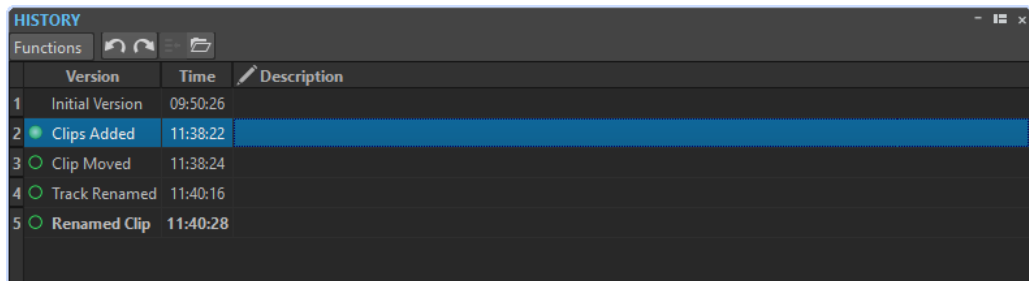 HISTORY
Functions
Version Time Description
1 Initial Version 09:50:26
2 Clips Added 11:38:22
3 Clip Moved 11:38:24
4 Track Renamed 11:40:16
5 Renamed Clip 11:40:28